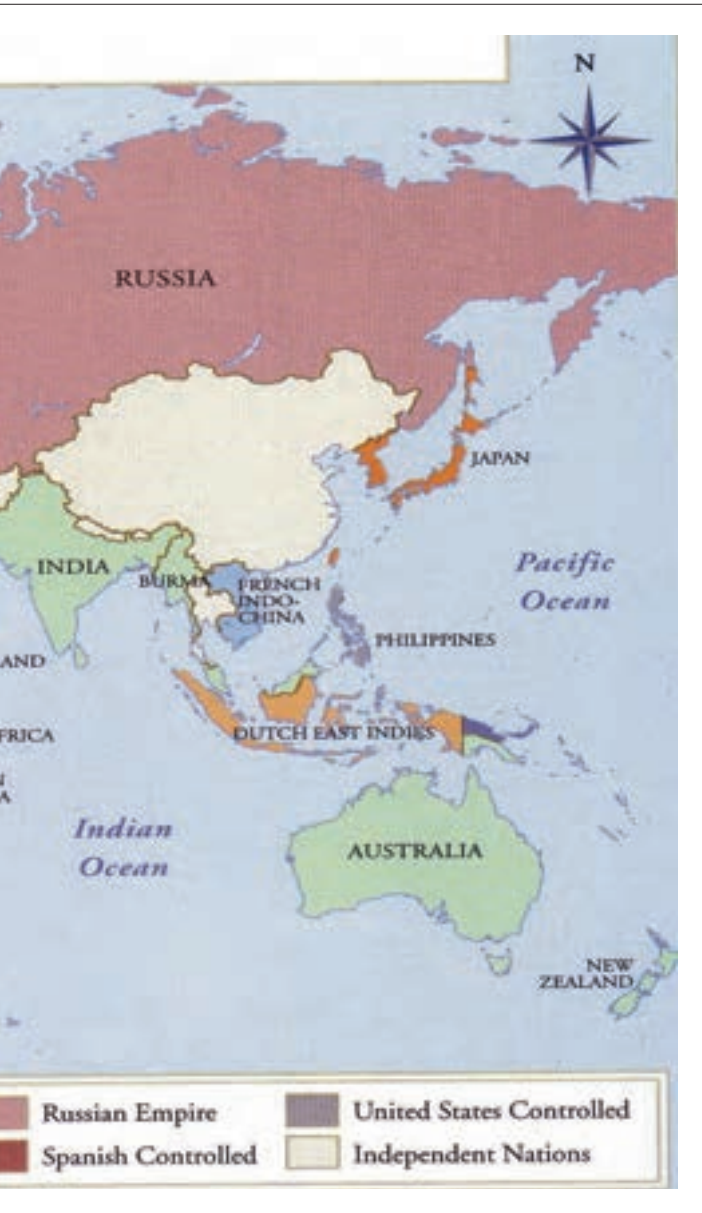 N
RUSSIA
JAPAN
INDIA
BURMA
FRENCH
INDO-
CHINA
Pacific
Ocean
PHILIPPINES
AND
FRICA
DUTCH EAST INDIES
N
A
Indian
Ocean
AUSTRALIA
NEW
ZEALAND
Russian Empire
United States Controlled
Spanish Controlled
Independent Nations